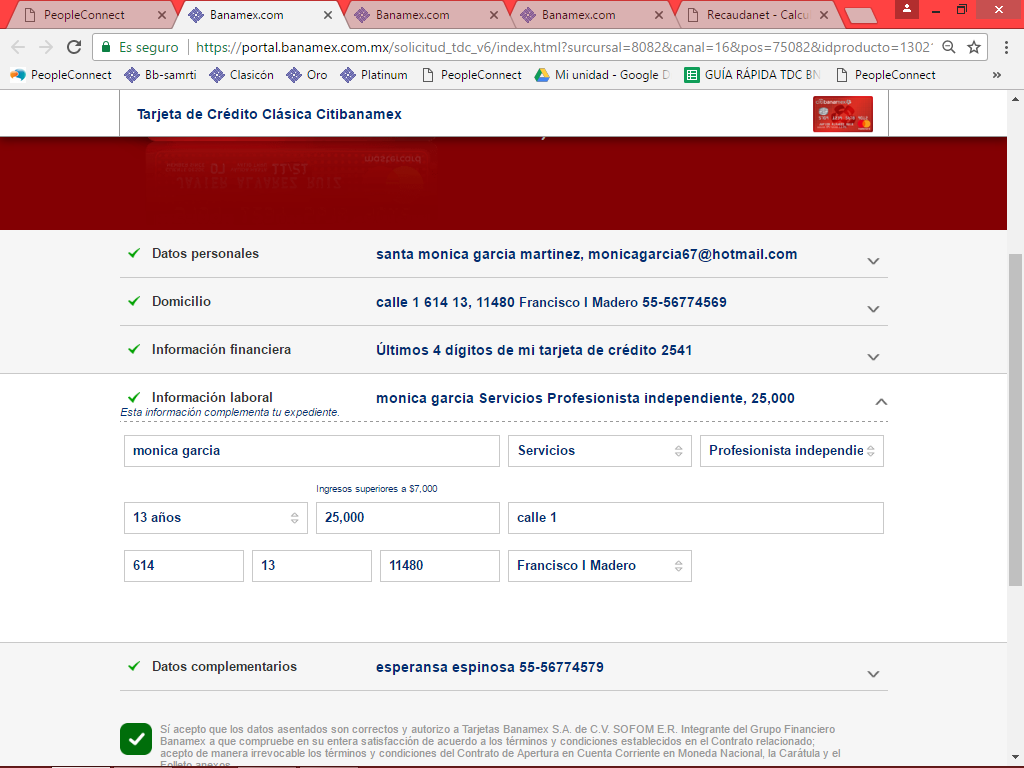 PeopleConnect
Banamex.com
Banamex.com
Banamex.com
Recaudanet - Calcu
Es seguro
https://portal.banamex.com.mx/solicitud_tdc_v6/index.html?sursursal=8082&canal=16&pos=75082&idproducto=1302
PeopleConnect
Bb-samrti
Clasicón
Oro
Platinum
PeopleConnect
Mi unidad - Google D
GUÍA RÁPIDA TDC BN
PeopleConnect
»
Tarjeta de Crédito Clásica Citibanamex
Datos personales santa monica garcia martinez, monicagarcia67@hotmail.com
Domicilio calle 1 614 13, 11480 Francisco I Madero 55-56774569
Información financiera Últimos 4 dígitos de mi tarjeta de crédito 2541
Información laboral monica garcia Servicios Profesionista independiente, 25,000
Esta información complementa tu expediente.
monica garcia Servicios Profesionista independie
Ingresos superiores a $7,000
13 años 25,000 calle 1
614 13 11480 Francisco I Madero
Datos complementarios esperansa espinosa 55-56774579
Sí acepto que los datos asentados son correctos y autorizo a Tarjetas Banamex S.A. de C.V. SOFOM E.R. Integrante del Grupo Financiero
Banamex a que compruebe en su entera satisfacción de acuerdo a los términos y condiciones establecidos en el Contrato relacionado;
acepto de manera irrevocable los términos y condiciones del Contrato de Apertura en Cuenta Corriente en Moneda Nacional, la Carátula y el
Folleto anexos.